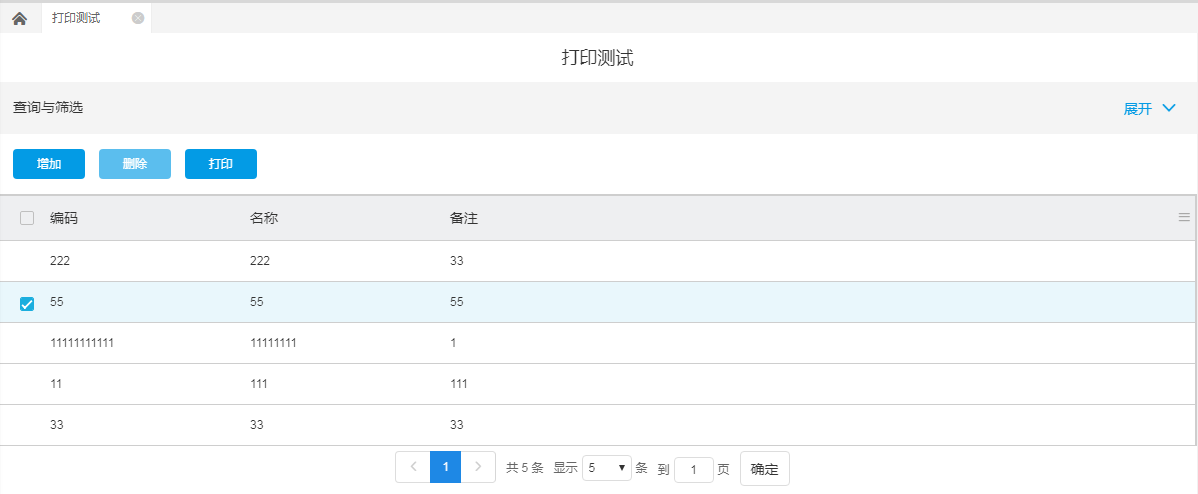 打印测试
打印测试
查询与筛选 展开
增加 删除 打印
编码 名称 备注
222 222 33
55 55 55
11111111111 11111111 1
11 111 111
33 33 33
1 共 5 条 显示 5 条 到 1 页 确定